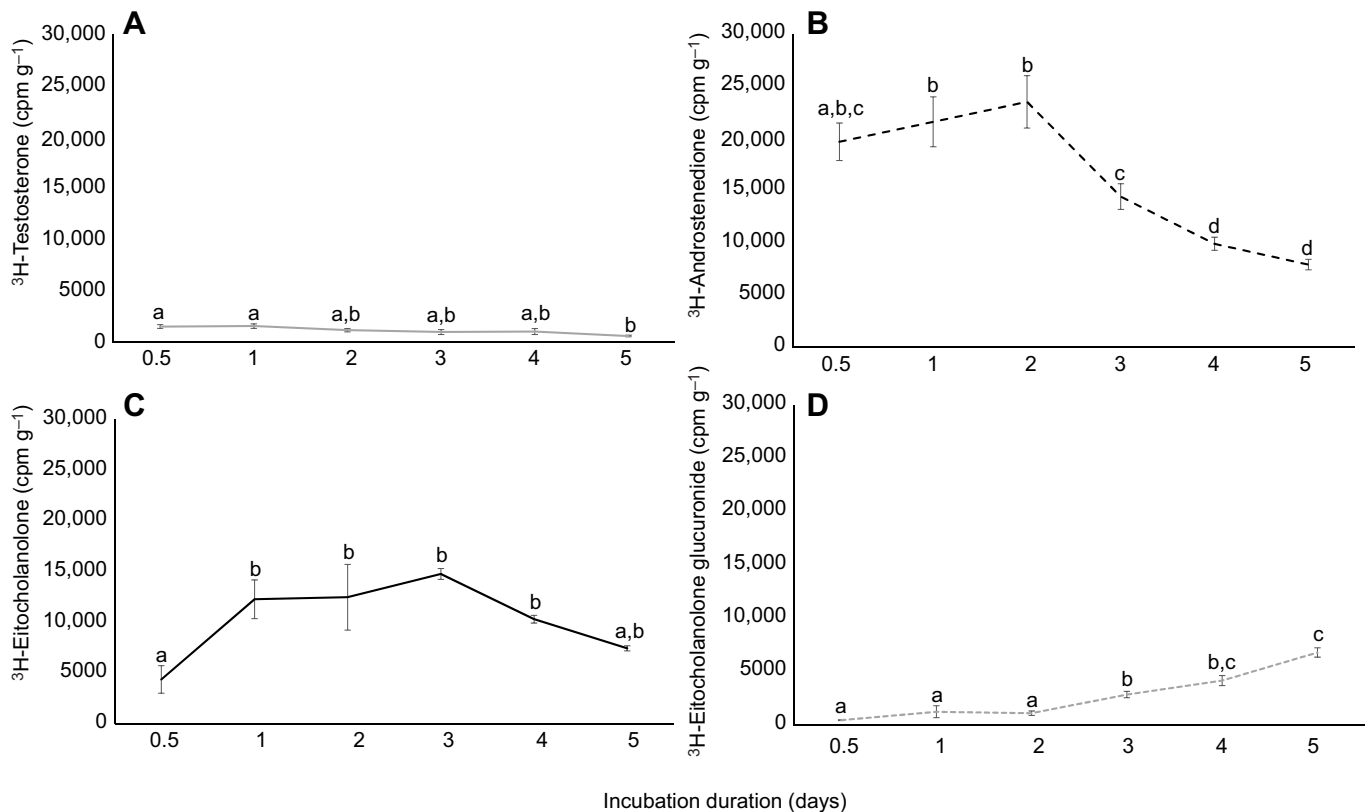 A
³H-Testosterone (cpm g⁻¹)
30,000
25,000
20,000
15,000
10,000
5000
0
a
a
a,b
a,b
a,b
b
0.5
1
2
3
4
5
B
³H-Androstenedione (cpm g⁻¹)
30,000
25,000
20,000
15,000
10,000
5000
0
a,b,c
b
b
c
d
d
0.5
1
2
3
4
5
C
³H-Eitocholanolone (cpm g⁻¹)
30,000
25,000
20,000
15,000
10,000
5000
0
a
b
b
b
b
a,b
0.5
1
2
3
4
5
D
³H-Eitocholanolone glucuronide (cpm g⁻¹)
30,000
25,000
20,000
15,000
10,000
5000
0
a
a
a
b
b,c
c
0.5
1
2
3
4
5
Incubation duration (days)